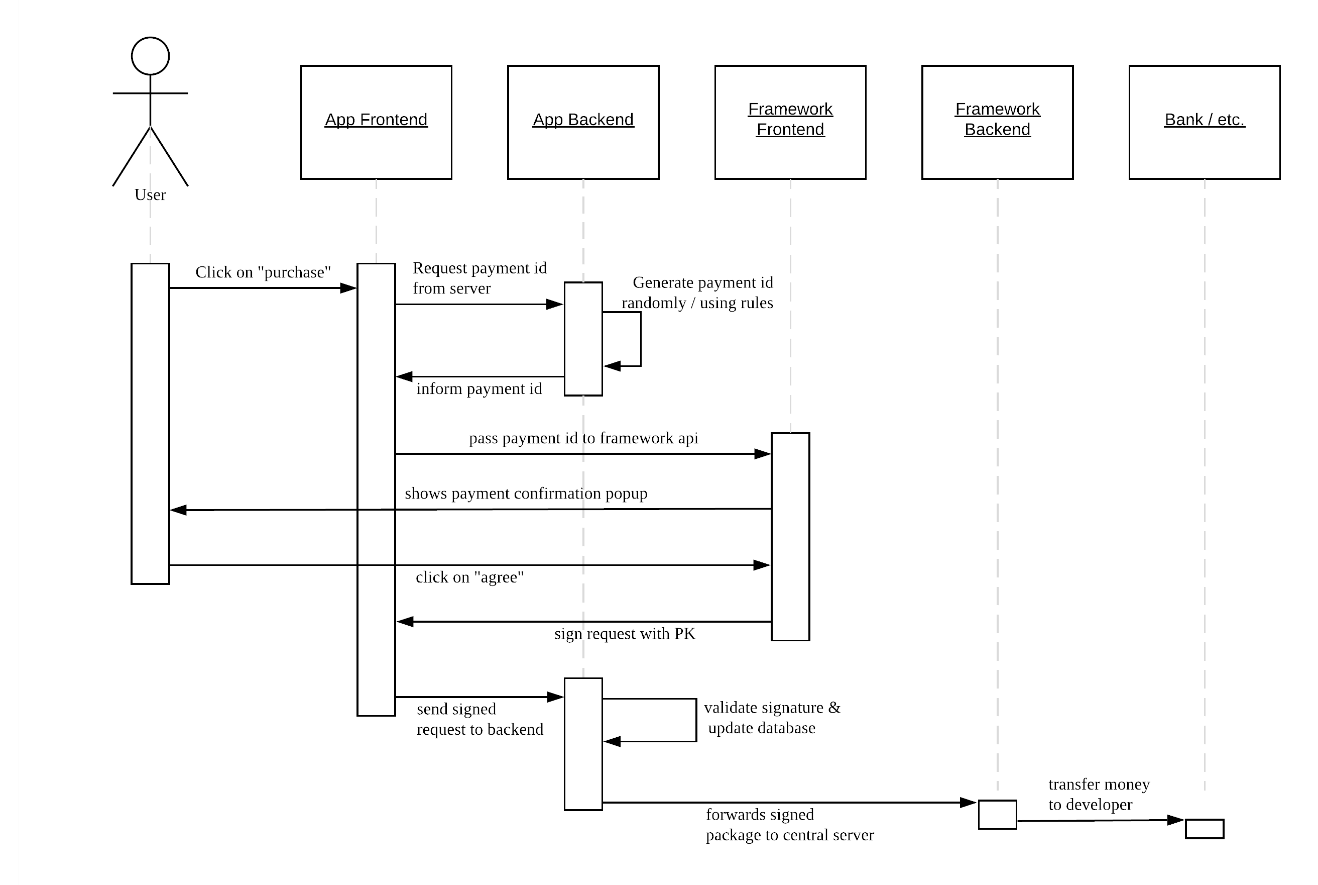 App Frontend
App Backend
Framework
Frontend
Framework
Backend
Bank / etc.
User
Click on "purchase"
Request payment id
from server
Generate payment id
randomly / using rules
inform payment id
pass payment id to framework api
shows payment confirmation popup
click on "agree"
sign request with PK
send signed
request to backend
validate signature &
update database
forwards signed
package to central server
transfer money
to developer